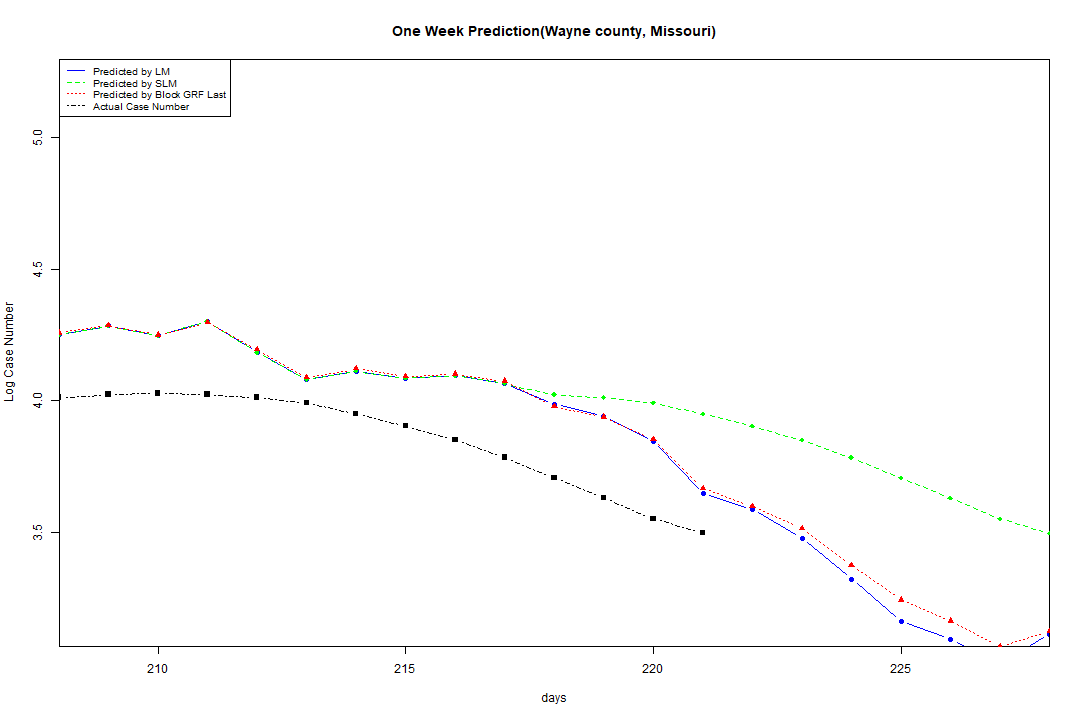 One Week Prediction(Wayne county, Missouri)
Predicted by LM
Predicted by SLM
Predicted by Block GRF Last
Actual Case Number
5.0
4.5
4.0
3.5
Log Case Number
210 215 220 225
days